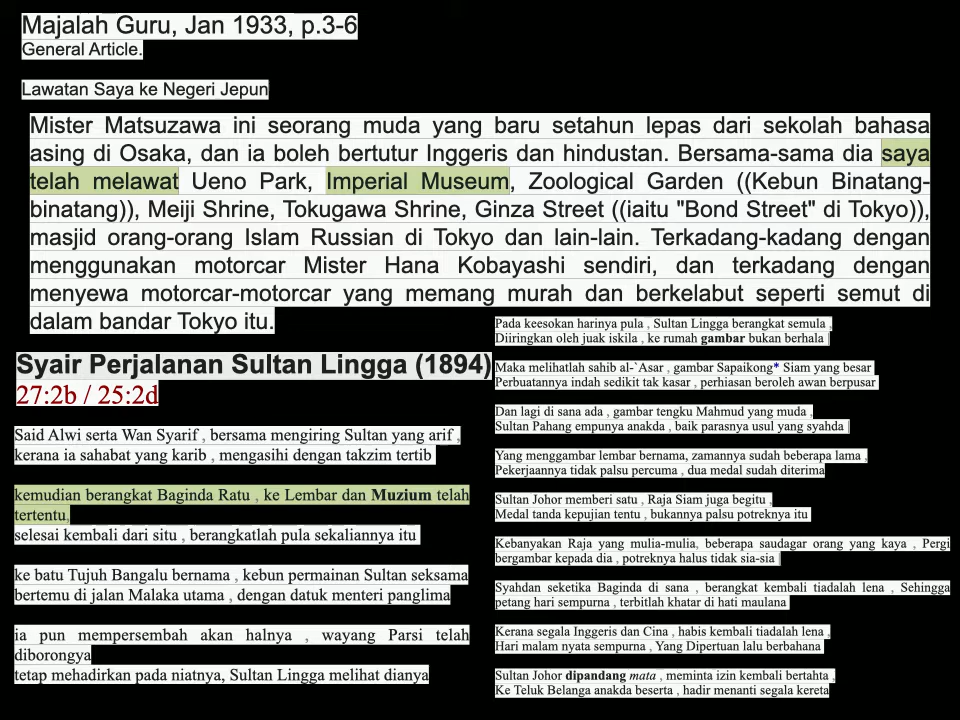 Majalah Guru, Jan 1933, p.3-6
General Article.
Lawatan Saya ke Negeri Jepun
Mister Matsuzawa ini seorang muda yang baru setahun lepas dari sekolah bahasa
asing di Osaka, dan ia boleh bertutur Inggeris dan hindustan. Bersama-sama dia saya
telah melawat Ueno Park, Imperial Museum, Zoological Garden ((Kebun Binatang-
binatang)), Meiji Shrine, Tokugawa Shrine, Ginza Street ((iaitu "Bond Street" di Tokyo)),
masjid orang-orang Islam Russian di Tokyo dan lain-lain. Terkadang-kadang dengan
menggunakan motorcar Mister Hana Kobayashi sendiri, dan terkadang dengan
menyewa motorcar-motorcar yang memang murah dan berkelabut seperti semut di
dalam bandar Tokyo itu.
Syair Perjalanan Sultan Lingga (1894)
27:2b / 25:2d
Said Alwi serta Wan Syarif , bersama mengiring Sultan yang arif ,
kerana ia sahabat yang karib , mengasihi dengan takzim tertib
kemudian berangkat Baginda Ratu , ke Lembar dan Muzium telah
tertentu,
selesai kembali dari situ , berangkatlah pula sekaliannya itu
ke batu Tujuh Bangalu bernama , kebun permainan Sultan seksama
bertemu di jalan Malaka utama , dengan datuk menteri panglima
ia pun mempersembah akan halnya , wayang Parsi telah
diborongya
tetap mehadirkan pada niatnya, Sultan Lingga melihat dianya
Pada keesokan harinya pula , Sultan Lingga berangkat semula ,
Diiringkan oleh juak iskila , ke rumah gambar bukan berhala |
Maka melihatlah sahib al-`Asar , gambar Sapaikong* Siam yang besar
Perbuatannya indah sedikit tak kasar , perhiasan beroleh awan berpusar
Dan lagi di sana ada , gambar tengku Mahmud yang muda ,
Sultan Pahang empunya anakda , baik parasnya usul yang syahda |
Yang menggambar lembar bernama, zamannya sudah beberapa lama ,
Pekerjaannya tidak palsu percuma , dua medal sudah diterima
Sultan Johor memberi satu , Raja Siam juga begitu ,
Medal tanda kepujian tentu , bukannya palsu potreknya itu
Kebanyakan Raja yang mulia-mulia, beberapa saudagar orang yang kaya , Pergi
bergambar kepada dia , potreknya halus tidak sia-sia |
Syahdan seketika Baginda di sana , berangkat kembali tiadalah lena , Sehingga
petang hari sempurna , terbitlah khatar di hati maulana
Kerana segala Inggeris dan Cina , habis kembali tiadalah lena ,
Hari malam nyata sempurna , Yang Dipertuan lalu berbahana
Sultan Johor dipandang mata , meminta izin kembali bertahta ,
Ke Teluk Belanga anakda beserta , hadir menanti segala kereta